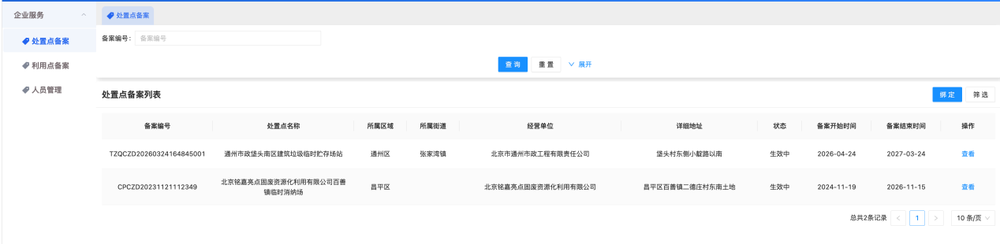 企业服务
处置点备案
利用点备案
人员管理
处置点备案
备案编号: 备案编号
查询 重置 展开
处置点备案列表 绑定 筛选
备案编号 处置点名称 所属区域 所属街道 经营单位 详细地址 状态 备案开始时间 备案结束时间 操作
TZQCZD20260324164845001 通州市政垡头南区建筑垃圾临时贮存场站 通州区 张家湾镇 北京市通州市政工程有限责任公司 垡头村东侧小靛路以南 生效中 2026-04-24 2027-03-24 查看
CPCZD20231121112349 北京铭嘉亮点固废资源化利用有限公司百善
镇临时消纳场 昌平区 北京铭嘉亮点固废资源化利用有限公司 昌平区百善镇二德庄村东南土地 生效中 2024-11-19 2026-11-15 查看
总共2条记录 < 1 > 10 条/页